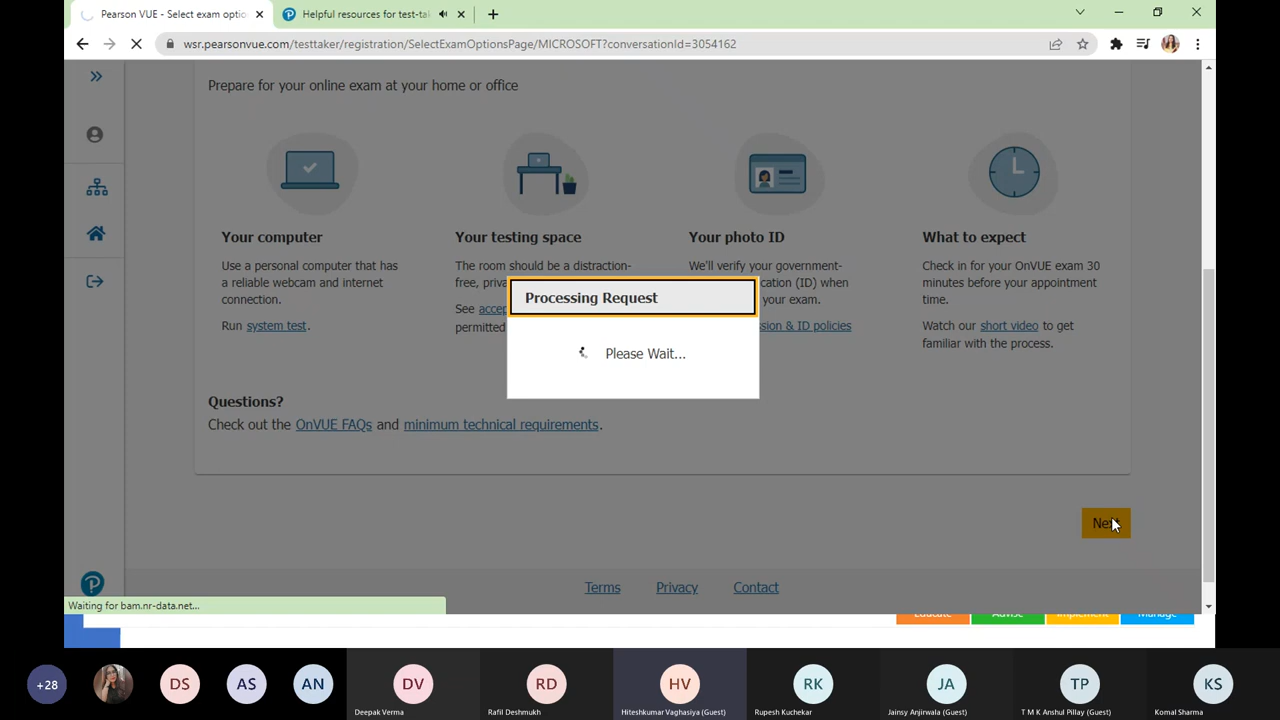 Pearson VUE - Select exam optio
Helpful resources for test-tak
wsr.pearsonvue.com/testtaker/registration/SelectExamOptionsPage/MICROSOFT?conversationId=3054162
Prepare for your online exam at your home or office
Your computer
Use a personal computer that has
a reliable webcam and internet
connection.
Run system test.
Your testing space
The room should be a distraction-
free, priva
See accep
permitted
Your photo ID
We'll verify your government-
cation (ID) when
your exam.
ssion & ID policies
What to expect
Check in for your OnVUE exam 30
minutes before your appointment
time.
Watch our short video to get
familiar with the process.
Processing Request
Please Wait...
Questions?
Check out the OnVUE FAQs and minimum technical requirements.
Next
Terms Privacy Contact
Waiting for bam.nr-data.net...
Educate Advise Implement Manage
+28 DS AS AN DV RD HV RK JA TP KS
Deepak Verma Rafil Deshmukh Hiteshkumar Vaghasiya (Guest) Rupesh Kuchekar Jainsy Anjirwala (Guest) T M K Anshul Pillay (Guest) Komal Sharma